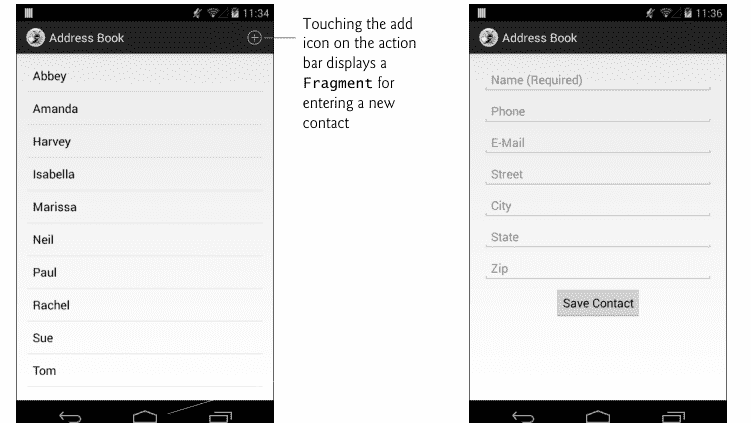 11:34
Address Book
Abbey
Amanda
Harvey
Isabella
Marissa
Neil
Paul
Rachel
Sue
Tom
Touching the add
icon on the action
bar displays a
Fragment for
entering a new
contact
11:36
Address Book
Name (Required)
Phone
E-Mail
Street
City
State
Zip
Save Contact